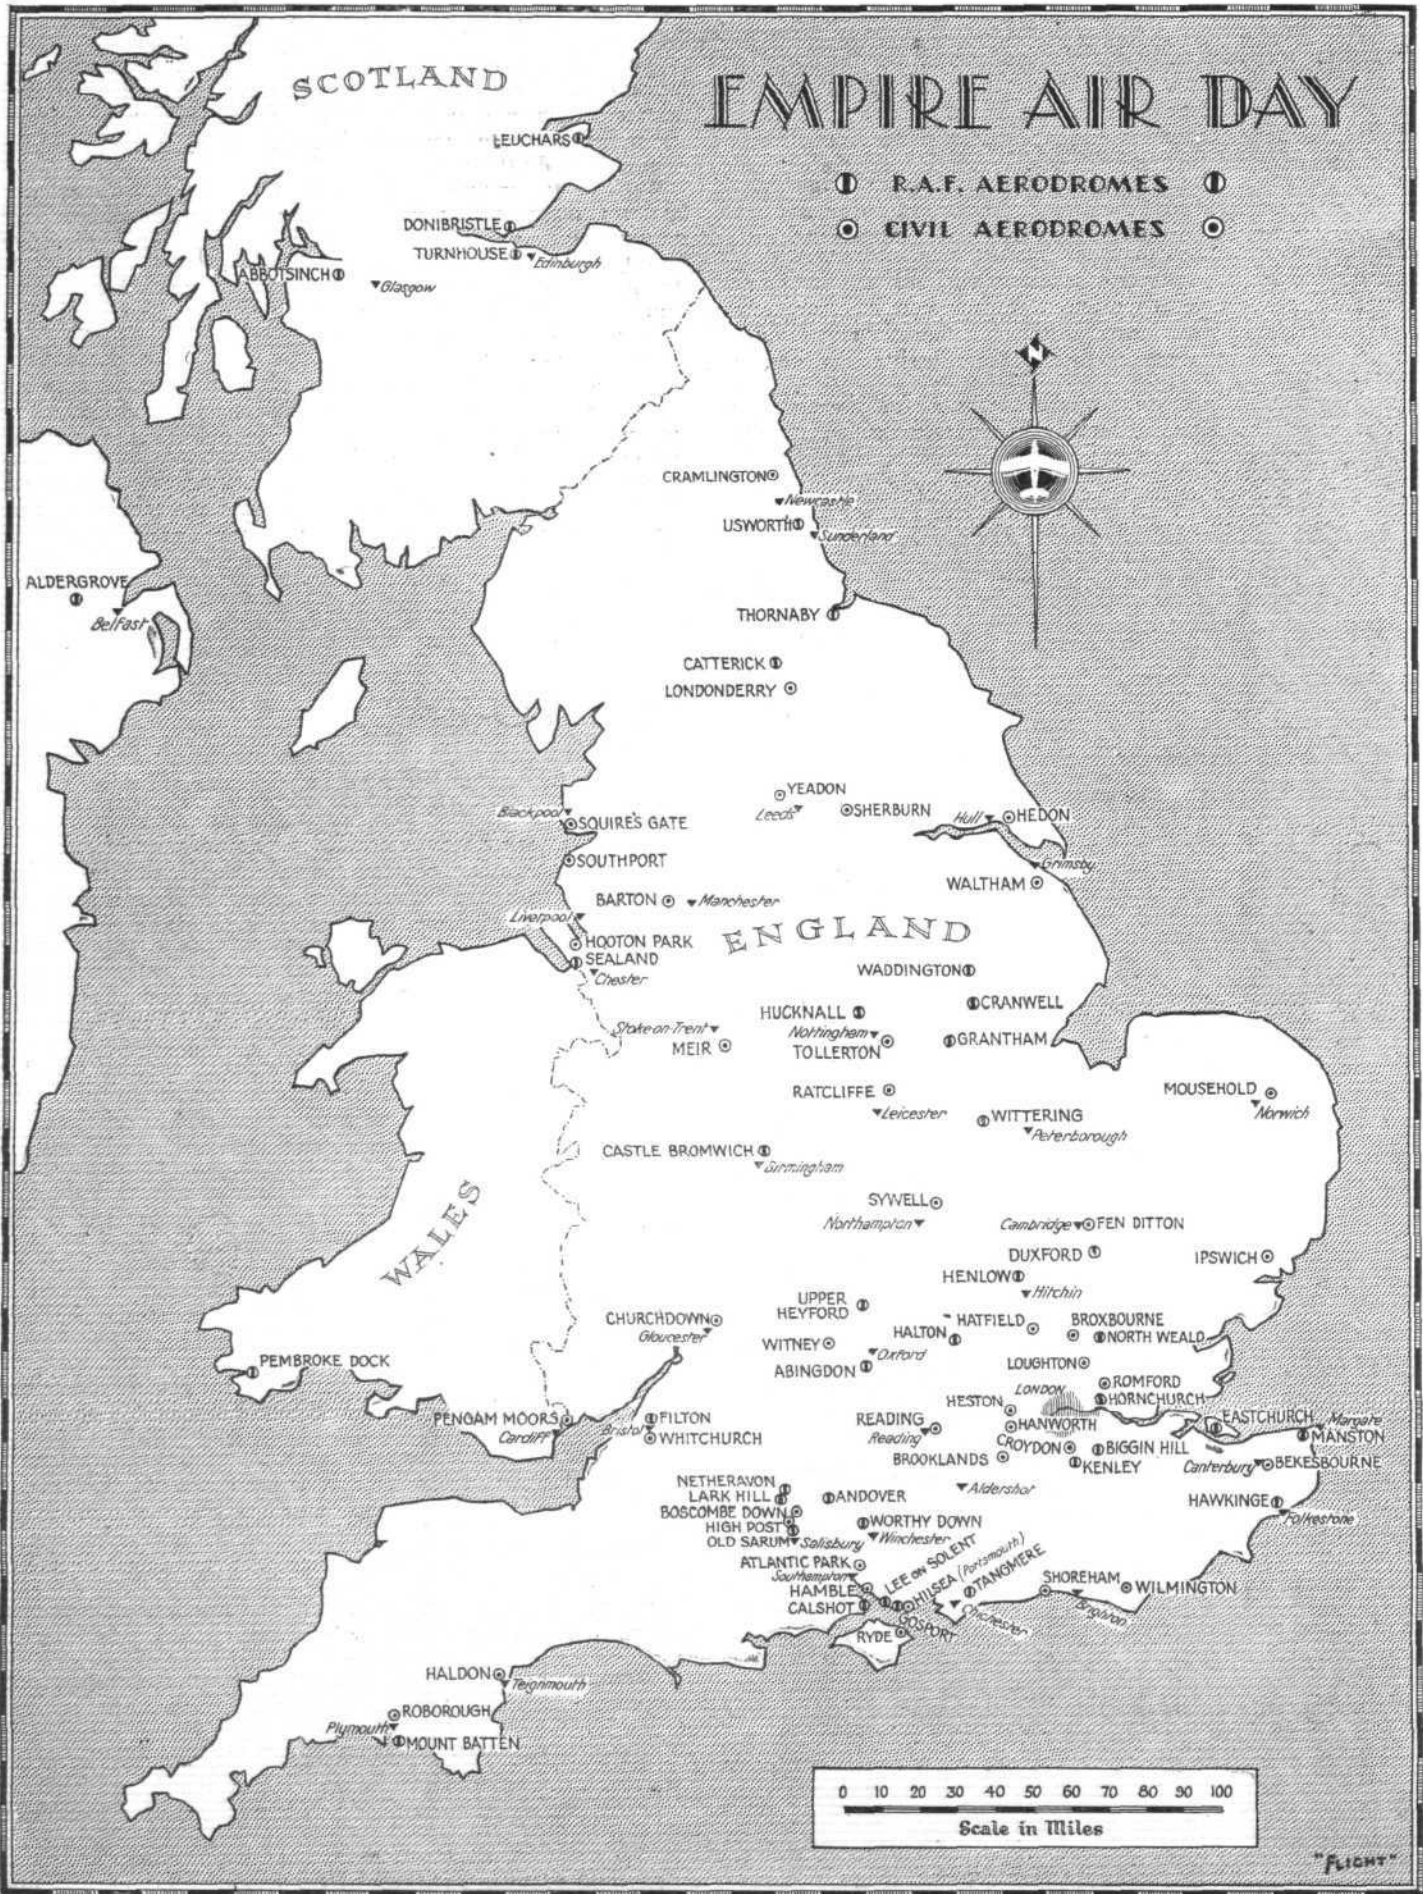 EMPIRE AIR DAY
R.A.F. AERODROMES
CIVIL AERODROMES
SCOTLAND
LEUCHARS
DONIBRISTLE
TURNHOUSE
Edinburgh
ABBOTSINCH
Glasgow
N
CRAMLINGTON
Newcastle
USWORTH
Sunderland
ALDERGROVE
Belfast
THORNABY
CATTERICK
LONDONDERRY
YEADON
Leeds
SHERBURN
Blackpool
SQUIRE'S GATE
Hull
HEDON
SOUTHPORT
Grimsby
WALTHAM
BARTON
Manchester
Liverpool
ENGLAND
HOOTON PARK
SEALAND
Chester
WADDINGTON
CRANWELL
HUCKNALL
Stoke-on-Trent
MEIR
Nottingham
TOLLERTON
GRANTHAM
RATCLIFFE
Leicester
MOUSEHOLD
Norwich
WITTERING
Peterborough
CASTLE BROMWICH
Birmingham
WALES
SYWELL
Northampton
Cambridge
FEN DITTON
DUXFORD
IPSWICH
HENLOW
Hitchin
UPPER
HEYFORD
CHURCHDOWN
Gloucester
HATFIELD
BROXBOURNE
HALTON
NORTH WEALD
WITNEY
Oxford
ABINGDON
LOUGHTON
PEMBROKE DOCK
ROMFORD
LONDON
HORNCHURCH
HESTON
PENGAM MOORS
Cardiff
FILTON
Bristol
WHITCHURCH
READING
Reading
HANWORTH
EASTCHURCH
Margate
MANSTON
CROYDON
BIGGIN HILL
BROOKLANDS
KENLEY
Canterbury
BEKESBOURNE
NETHERAVON
LARK HILL
ANDOVER
Aldershot
HAWKINGE
Folkestone
BOSCOMBE DOWN
HIGH POST
WORTHY DOWN
OLD SARUM
Salisbury
Winchester
ATLANTIC PARK
Southampton
LEE ON SOLENT
HILSEA (Portsmouth)
TANGMERE
HAMBLE
CALSHOT
GOSPORT
Chichester
SHOREHAM
Brighton
WILMINGTON
RYDE
HALDON
Teignmouth
ROBOROUGH
Plymouth
MOUNT BATTEN
0 10 20 30 40 50 60 70 80 90 100
Scale in Miles
"FLIGHT"